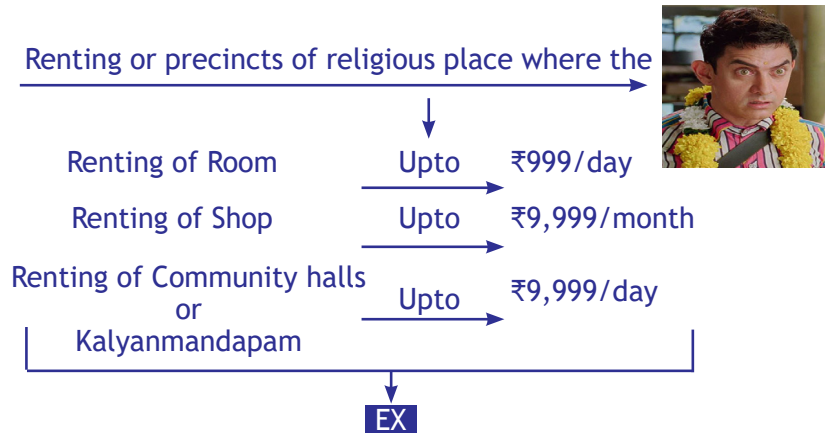 Renting or precincts of religious place where the
Renting of Room Upto ₹999/day
Renting of Shop Upto ₹9,999/month
Renting of Community halls
or
Kalyanmandapam
Upto ₹9,999/day
EX